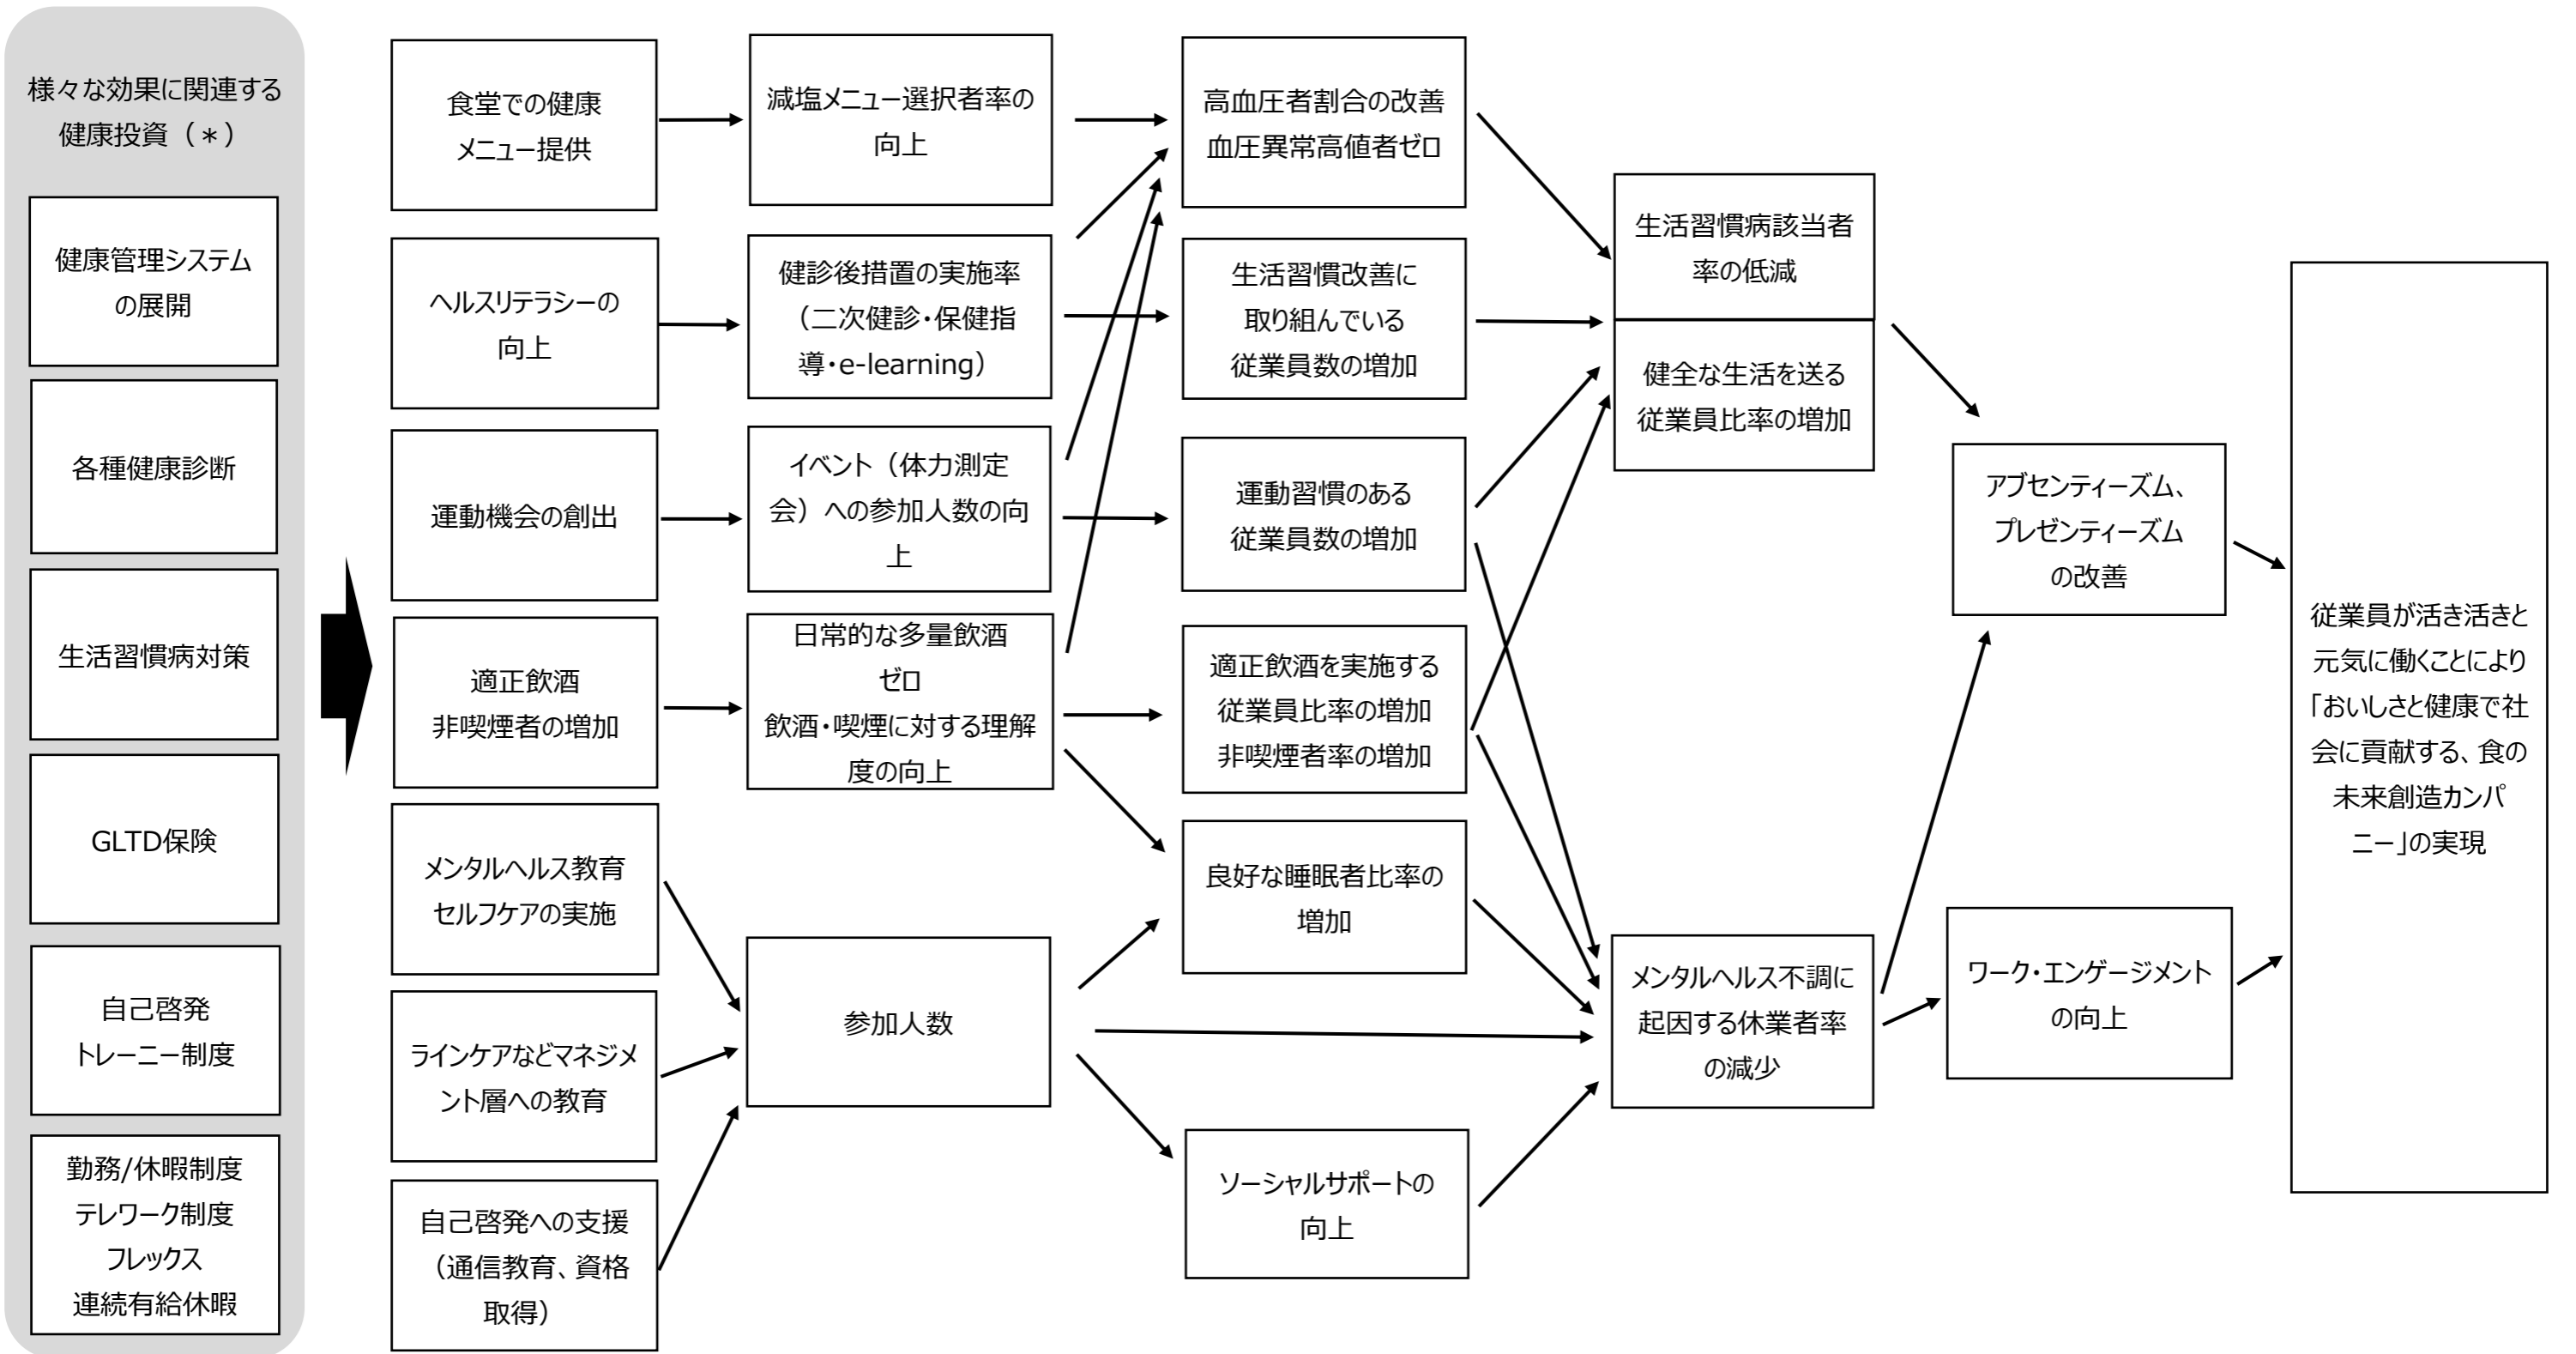 様々な効果に関連する
健康投資（＊）
健康管理システム
の展開
各種健康診断
生活習慣病対策
GLTD保険
自己啓発
トレーニー制度
勤務/休暇制度
テレワーク制度
フレックス
連続有給休暇
食堂での健康
メニュー提供
ヘルスリテラシーの
向上
運動機会の創出
適正飲酒
非喫煙者の増加
メンタルヘルス教育
セルフケアの実施
ラインケアなどマネジメ
ント層への教育
自己啓発への支援
（通信教育、資格
取得）
減塩メニュー選択者率の
向上
健診後措置の実施率
（二次健診・保健指
導・e-learning）
イベント（体力測定
会）への参加人数の向
上
日常的な多量飲酒
ゼロ
飲酒・喫煙に対する理解
度の向上
参加人数
高血圧者割合の改善
血圧異常高値者ゼロ
生活習慣改善に
取り組んでいる
従業員数の増加
運動習慣のある
従業員数の増加
適正飲酒を実施する
従業員比率の増加
非喫煙者率の増加
良好な睡眠者比率の
増加
ソーシャルサポートの
向上
生活習慣病該当者
率の低減
健全な生活を送る
従業員比率の増加
メンタルヘルス不調に
起因する休業者率
の減少
アブセンティーズム、
プレゼンティーズム
の改善
ワーク・エンゲージメント
の向上
従業員が活き活きと
元気に働くことにより
「おいしさと健康で社
会に貢献する、食の
未来創造カンパ
ニー」の実現